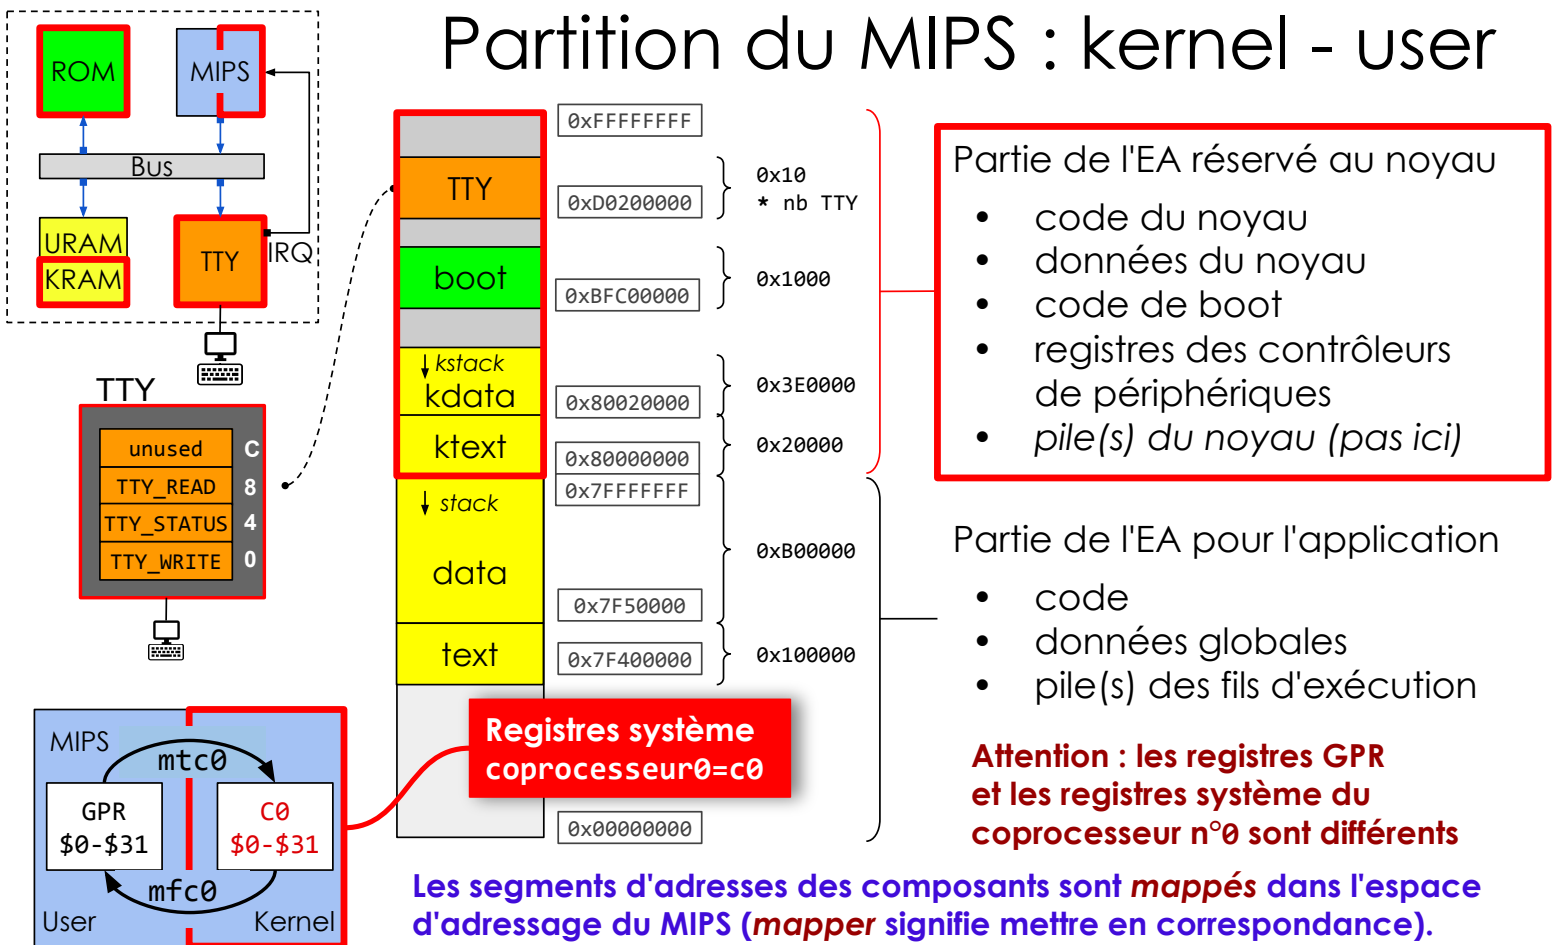 Partition du MIPS : kernel - user
ROM
MIPS
Bus
URAM
KRAM
TTY
IRQ
TTY
unused C
TTY_READ 8
TTY_STATUS 4
TTY_WRITE 0
MIPS
mtc0
GPR
$0-$31
C0
$0-$31
mfc0
User
Kernel
0xFFFFFFFF
TTY
0xD0200000
0x10
* nb TTY
boot
0xBFC00000
0x1000
kstack
kdata
0x80020000
0x3E0000
ktext
0x80000000
0x20000
0x7FFFFFFF
stack
data
0xB00000
0x7F50000
text
0x7F400000
0x100000
Registres système
coprocesseur0=c0
0x00000000
Partie de l'EA réservé au noyau
• code du noyau
• données du noyau
• code de boot
• registres des contrôleurs
de périphériques
• pile(s) du noyau (pas ici)
Partie de l'EA pour l'application
• code
• données globales
• pile(s) des fils d'exécution
Attention : les registres GPR
et les registres système du
coprocesseur n°0 sont différents
Les segments d'adresses des composants sont mappés dans l'espace
d'adressage du MIPS (mapper signifie mettre en correspondance).